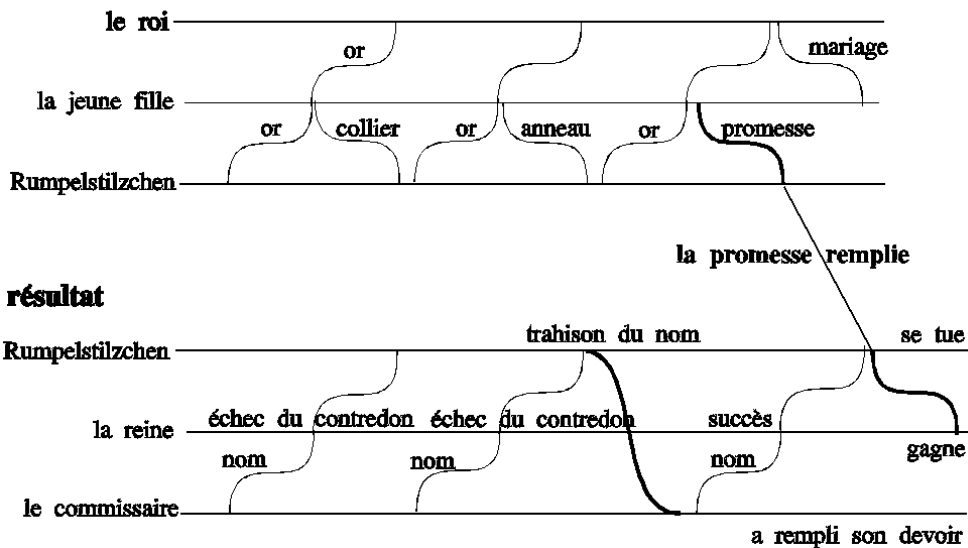 le roi
or
mariage
la jeune fille
or collier or anneau or promesse
Rumpelstilzchen
la promesse remplie
résultat
trahison du nom
Rumpelstilzchen
se tue
échec du contredon échec du contredon succès
la reine
gagne
nom nom nom
le commissaire
a rempli son devoir